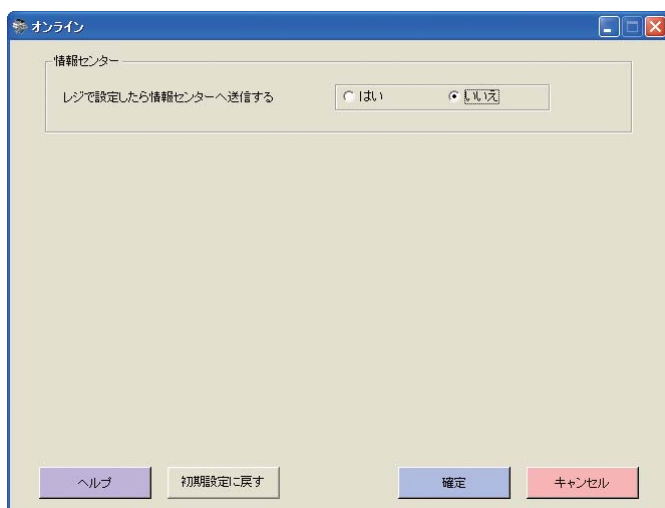 オンライン
情報センター
レジで設定したら情報センターへ送信する はい いいえ
ヘルプ 初期設定に戻す 確定 キャンセル